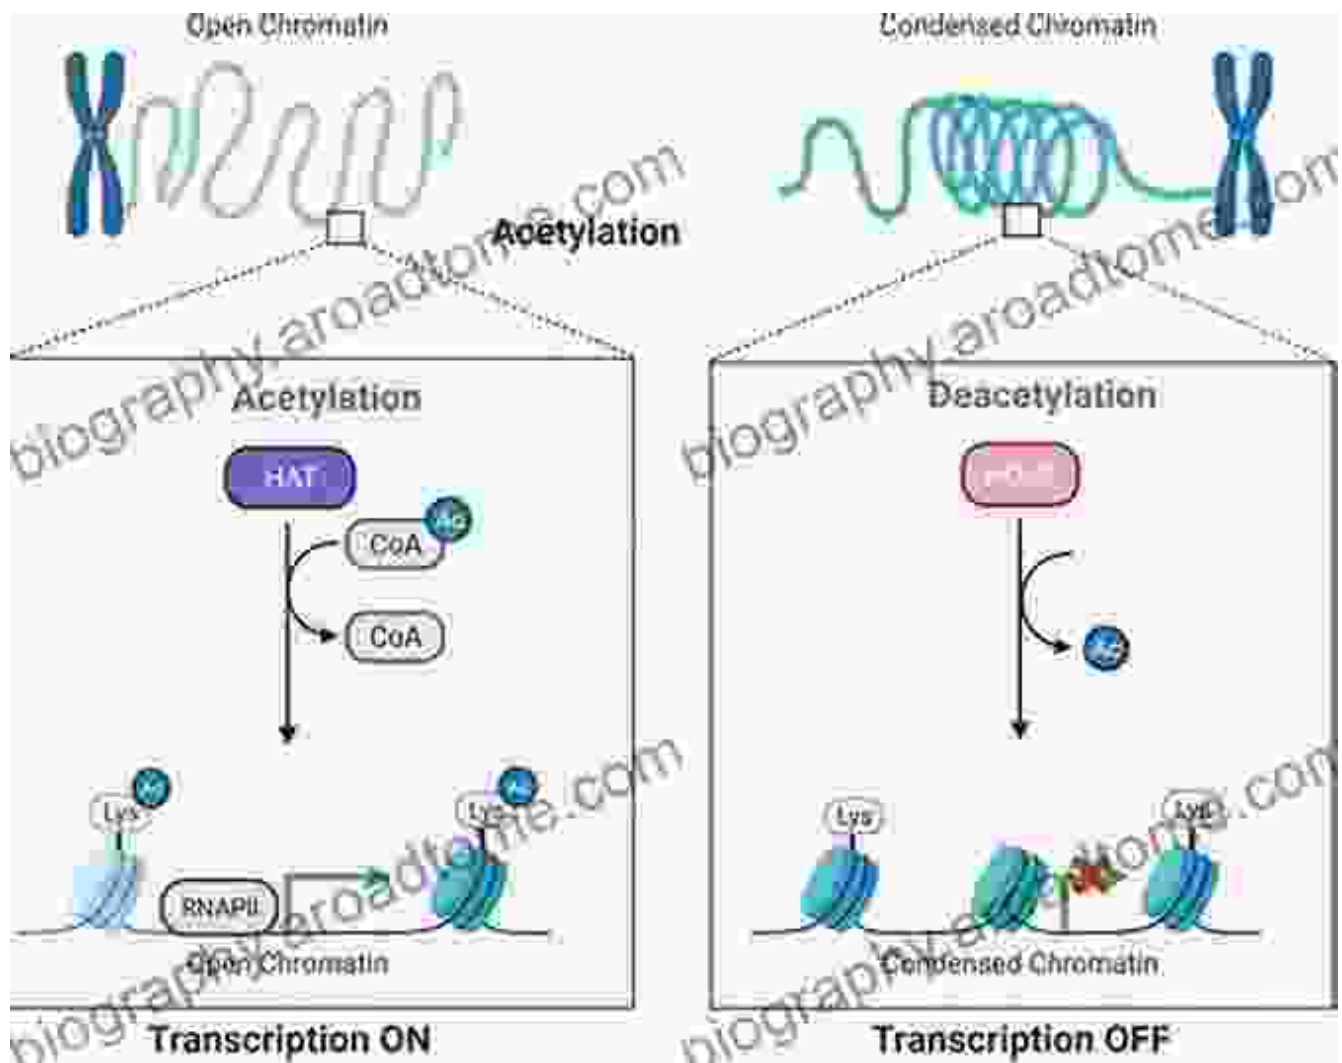 Open Chromatin
Condensed Chromatin
Acetylation
biography.aroadtome.com
biography.aroadtome.com
Acetylation
HAT
Ac
CoA
CoA
Lys
Ac
Lys
Ac
RNAPII
Open Chromatin
Transcription ON
Deacetylation
Ac
Lys
Lys
Condensed Chromatin
Transcription OFF
biography.aroadtome.com
biography.aroadtome.com